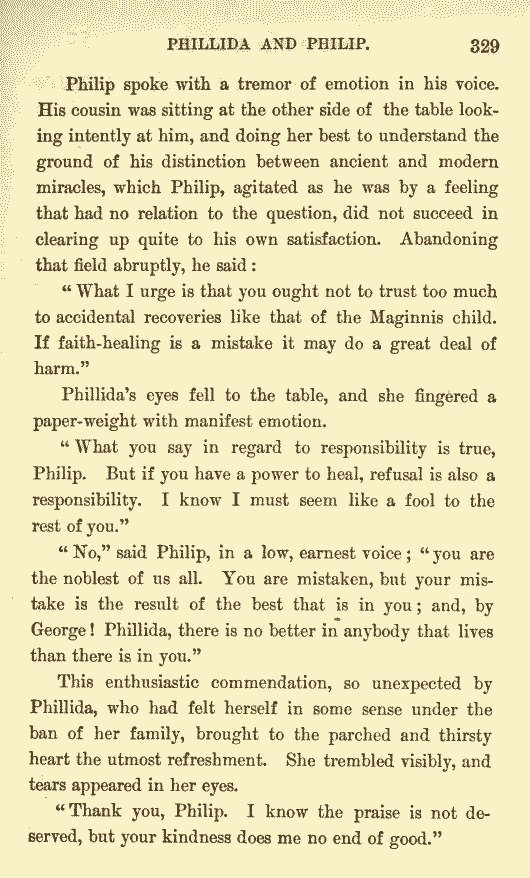 PHILLIDA AND PHILIP. 329
Philip spoke with a tremor of emotion in his voice.
His cousin was sitting at the other side of the table look-
ing intently at him, and doing her best to understand the
ground of his distinction between ancient and modern
miracles, which Philip, agitated as he was by a feeling
that had no relation to the question, did not succeed in
clearing up quite to his own satisfaction. Abandoning
that field abruptly, he said :
“ What I urge is that you ought not to trust too much
to accidental recoveries like that of the Maginnis child.
If faith-healing is a mistake it may do a great deal of
harm.”
Phillida’s eyes fell to the table, and she fingered a
paper-weight with manifest emotion.
“ What you say in regard to responsibility is true,
Philip. But if you have a power to heal, refusal is also a
responsibility. I know I must seem like a fool to the
rest of you.”
“ No,” said Philip, in a low, earnest voice ; “ you are
the noblest of us all. You are mistaken, but your mis-
take is the result of the best that is in you ; and, by
George ! Phillida, there is no better in anybody that lives
than there is in you.”
This enthusiastic commendation, so unexpected by
Phillida, who had felt herself in some sense under the
ban of her family, brought to the parched and thirsty
heart the utmost refreshment. She trembled visibly, and
tears appeared in her eyes.
“ Thank you, Philip. I know the praise is not de-
served, but your kindness does me no end of good.”